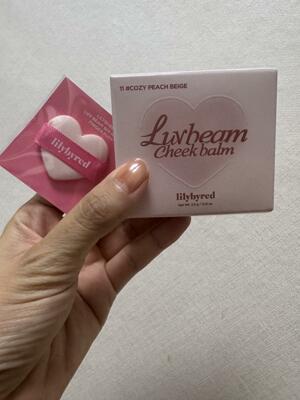 11 #COZY PEACH BEIGE
Luvbeam
Cheek balm
lilybyred
lilybyred